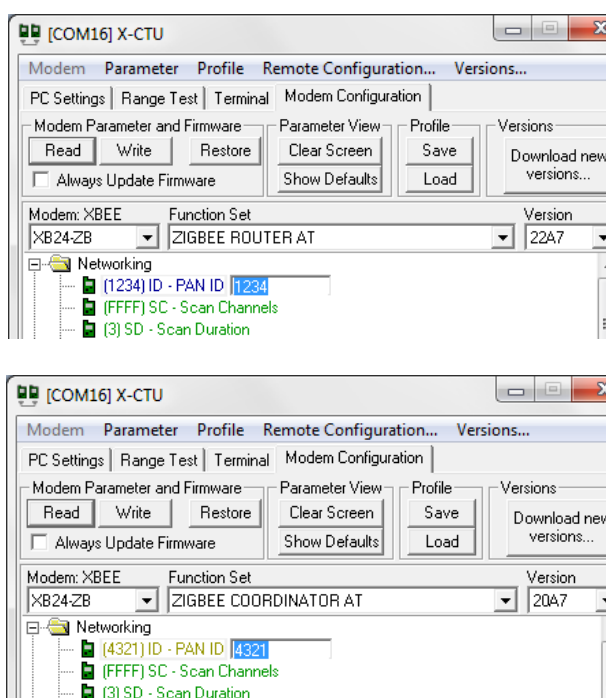 [COM16] X-CTU
Modem Parameter Profile Remote Configuration... Versions...
PC Settings Range Test Terminal Modem Configuration
Modem Parameter and Firmware Parameter View Profile Versions
Read Write Restore Clear Screen Save Download new
versions...
Always Update Firmware Show Defaults Load
Modem: XBEE Function Set Version
XB24-ZB ZIGBEE ROUTER AT 22A7
Networking
(1234) ID - PAN ID 1234
(FFFF) SC - Scan Channels
(3) SD - Scan Duration
[COM16] X-CTU
Modem Parameter Profile Remote Configuration... Versions...
PC Settings Range Test Terminal Modem Configuration
Modem Parameter and Firmware Parameter View Profile Versions
Read Write Restore Clear Screen Save Download new
versions...
Always Update Firmware Show Defaults Load
Modem: XBEE Function Set Version
XB24-ZB ZIGBEE COORDINATOR AT 20A7
Networking
(4321) ID - PAN ID 4321
(FFFF) SC - Scan Channels
(3) SD - Scan Duration